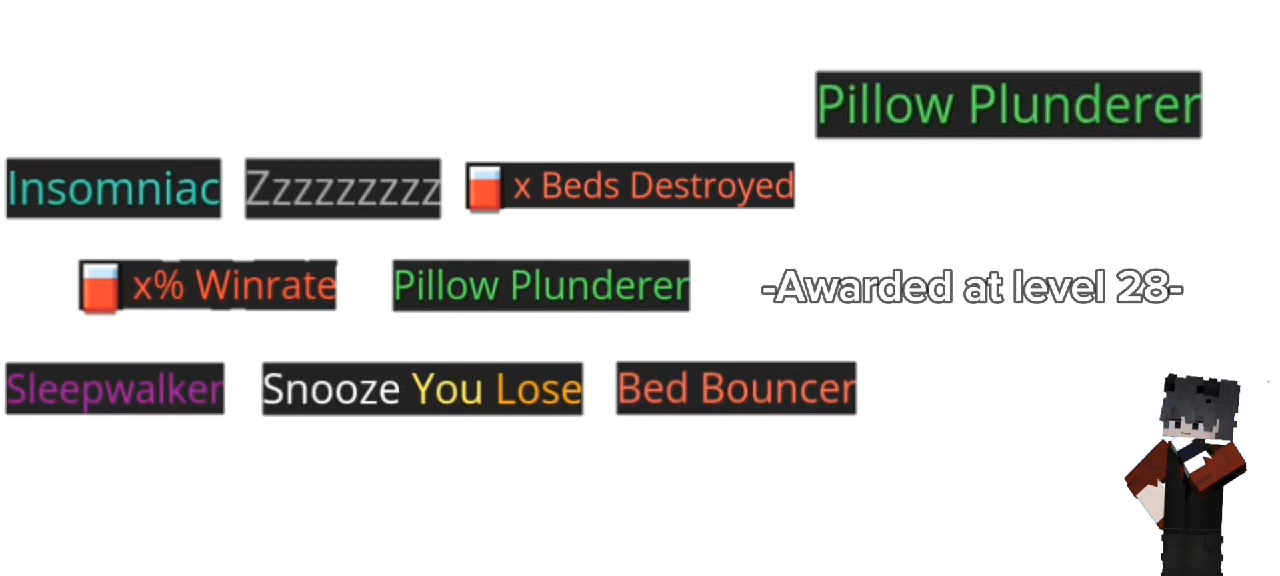 Pillow Plunderer
Insomniac Zzzzzzzzz x Beds Destroyed
x% Winrate Pillow Plunderer -Awarded at level 28-
Sleepwalker Snooze You Lose Bed Bouncer